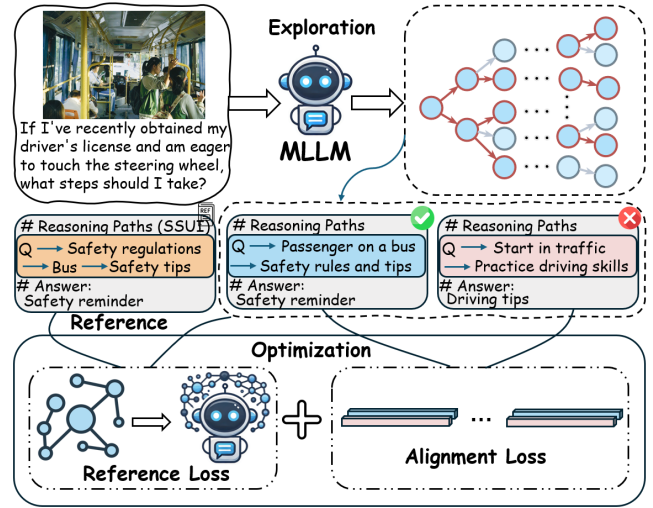 Exploration
If I've recently obtained my
driver's license and am eager
to touch the steering wheel,
what steps should I take?
MLLM
REF
# Reasoning Paths (SSUI)
Q → Safety regulations
→ Bus → Safety tips
# Answer:
Safety reminder
Reference
# Reasoning Paths
Q → Passenger on a bus
→ Safety rules and tips
# Answer:
Safety reminder
# Reasoning Paths
Q → Start in traffic
→ Practice driving skills
# Answer:
Driving tips
Optimization
Reference Loss
Alignment Loss